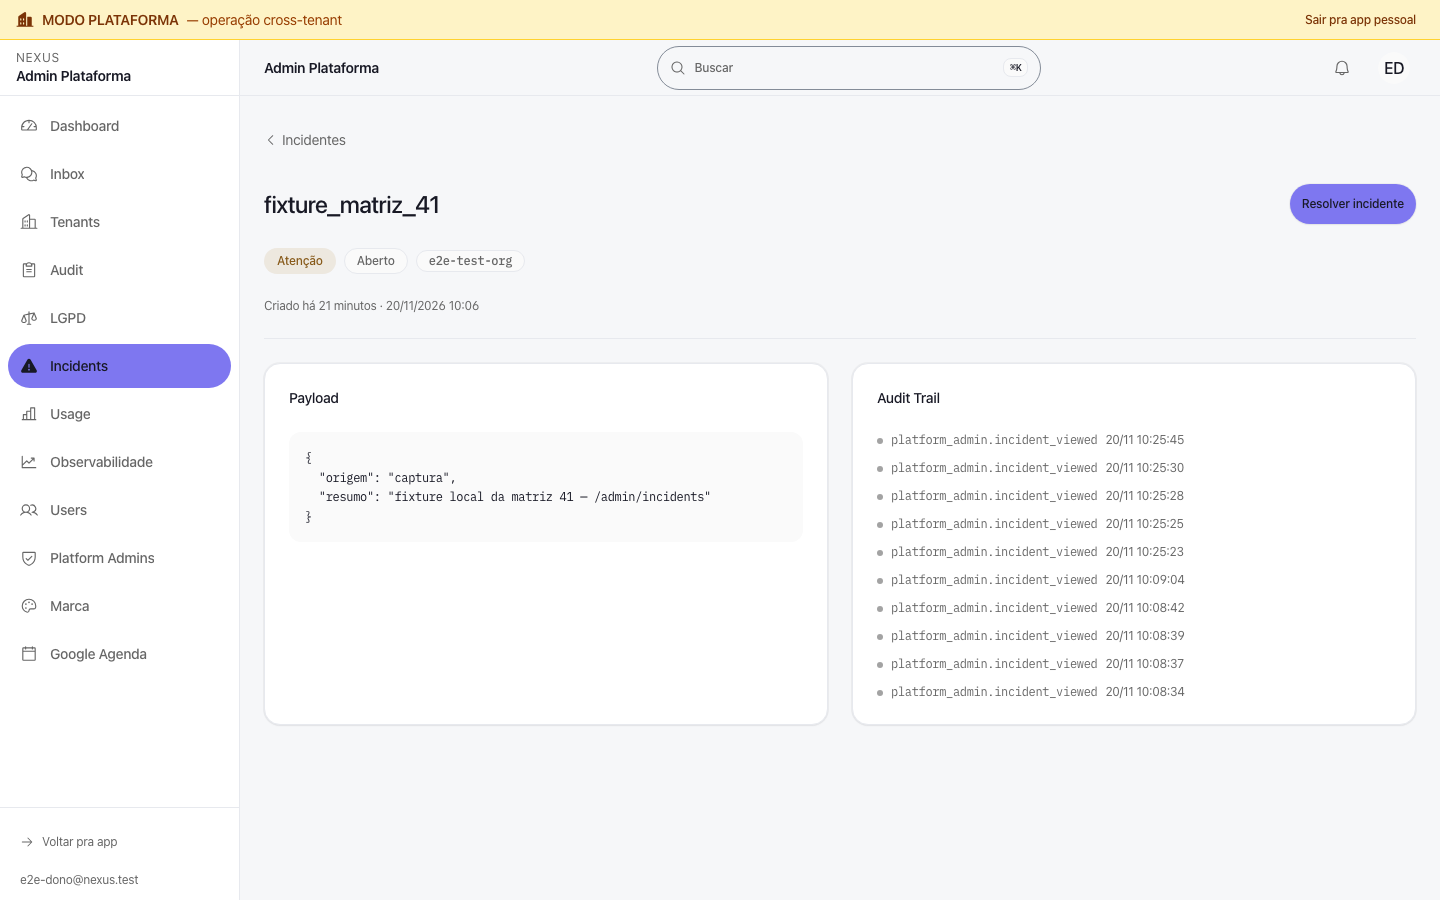 MODO PLATAFORMA — operação cross-tenant
Sair pra app pessoal
NEXUS
Admin Plataforma
Admin Plataforma
Buscar
⌘K
ED
Dashboard
Inbox
Tenants
Audit
LGPD
Incidents
Usage
Observabilidade
Users
Platform Admins
Marca
Google Agenda
Voltar pra app
e2e-dono@nexus.test
Incidentes
fixture_matriz_41
Resolver incidente
Atenção
Aberto
e2e-test-org
Criado há 21 minutos · 20/11/2026 10:06
Payload
{
"origem": "captura",
"resumo": "fixture local da matriz 41 — /admin/incidents"
}
Audit Trail
platform_admin.incident_viewed 20/11 10:25:45
platform_admin.incident_viewed 20/11 10:25:30
platform_admin.incident_viewed 20/11 10:25:28
platform_admin.incident_viewed 20/11 10:25:25
platform_admin.incident_viewed 20/11 10:25:23
platform_admin.incident_viewed 20/11 10:09:04
platform_admin.incident_viewed 20/11 10:08:42
platform_admin.incident_viewed 20/11 10:08:39
platform_admin.incident_viewed 20/11 10:08:37
platform_admin.incident_viewed 20/11 10:08:34